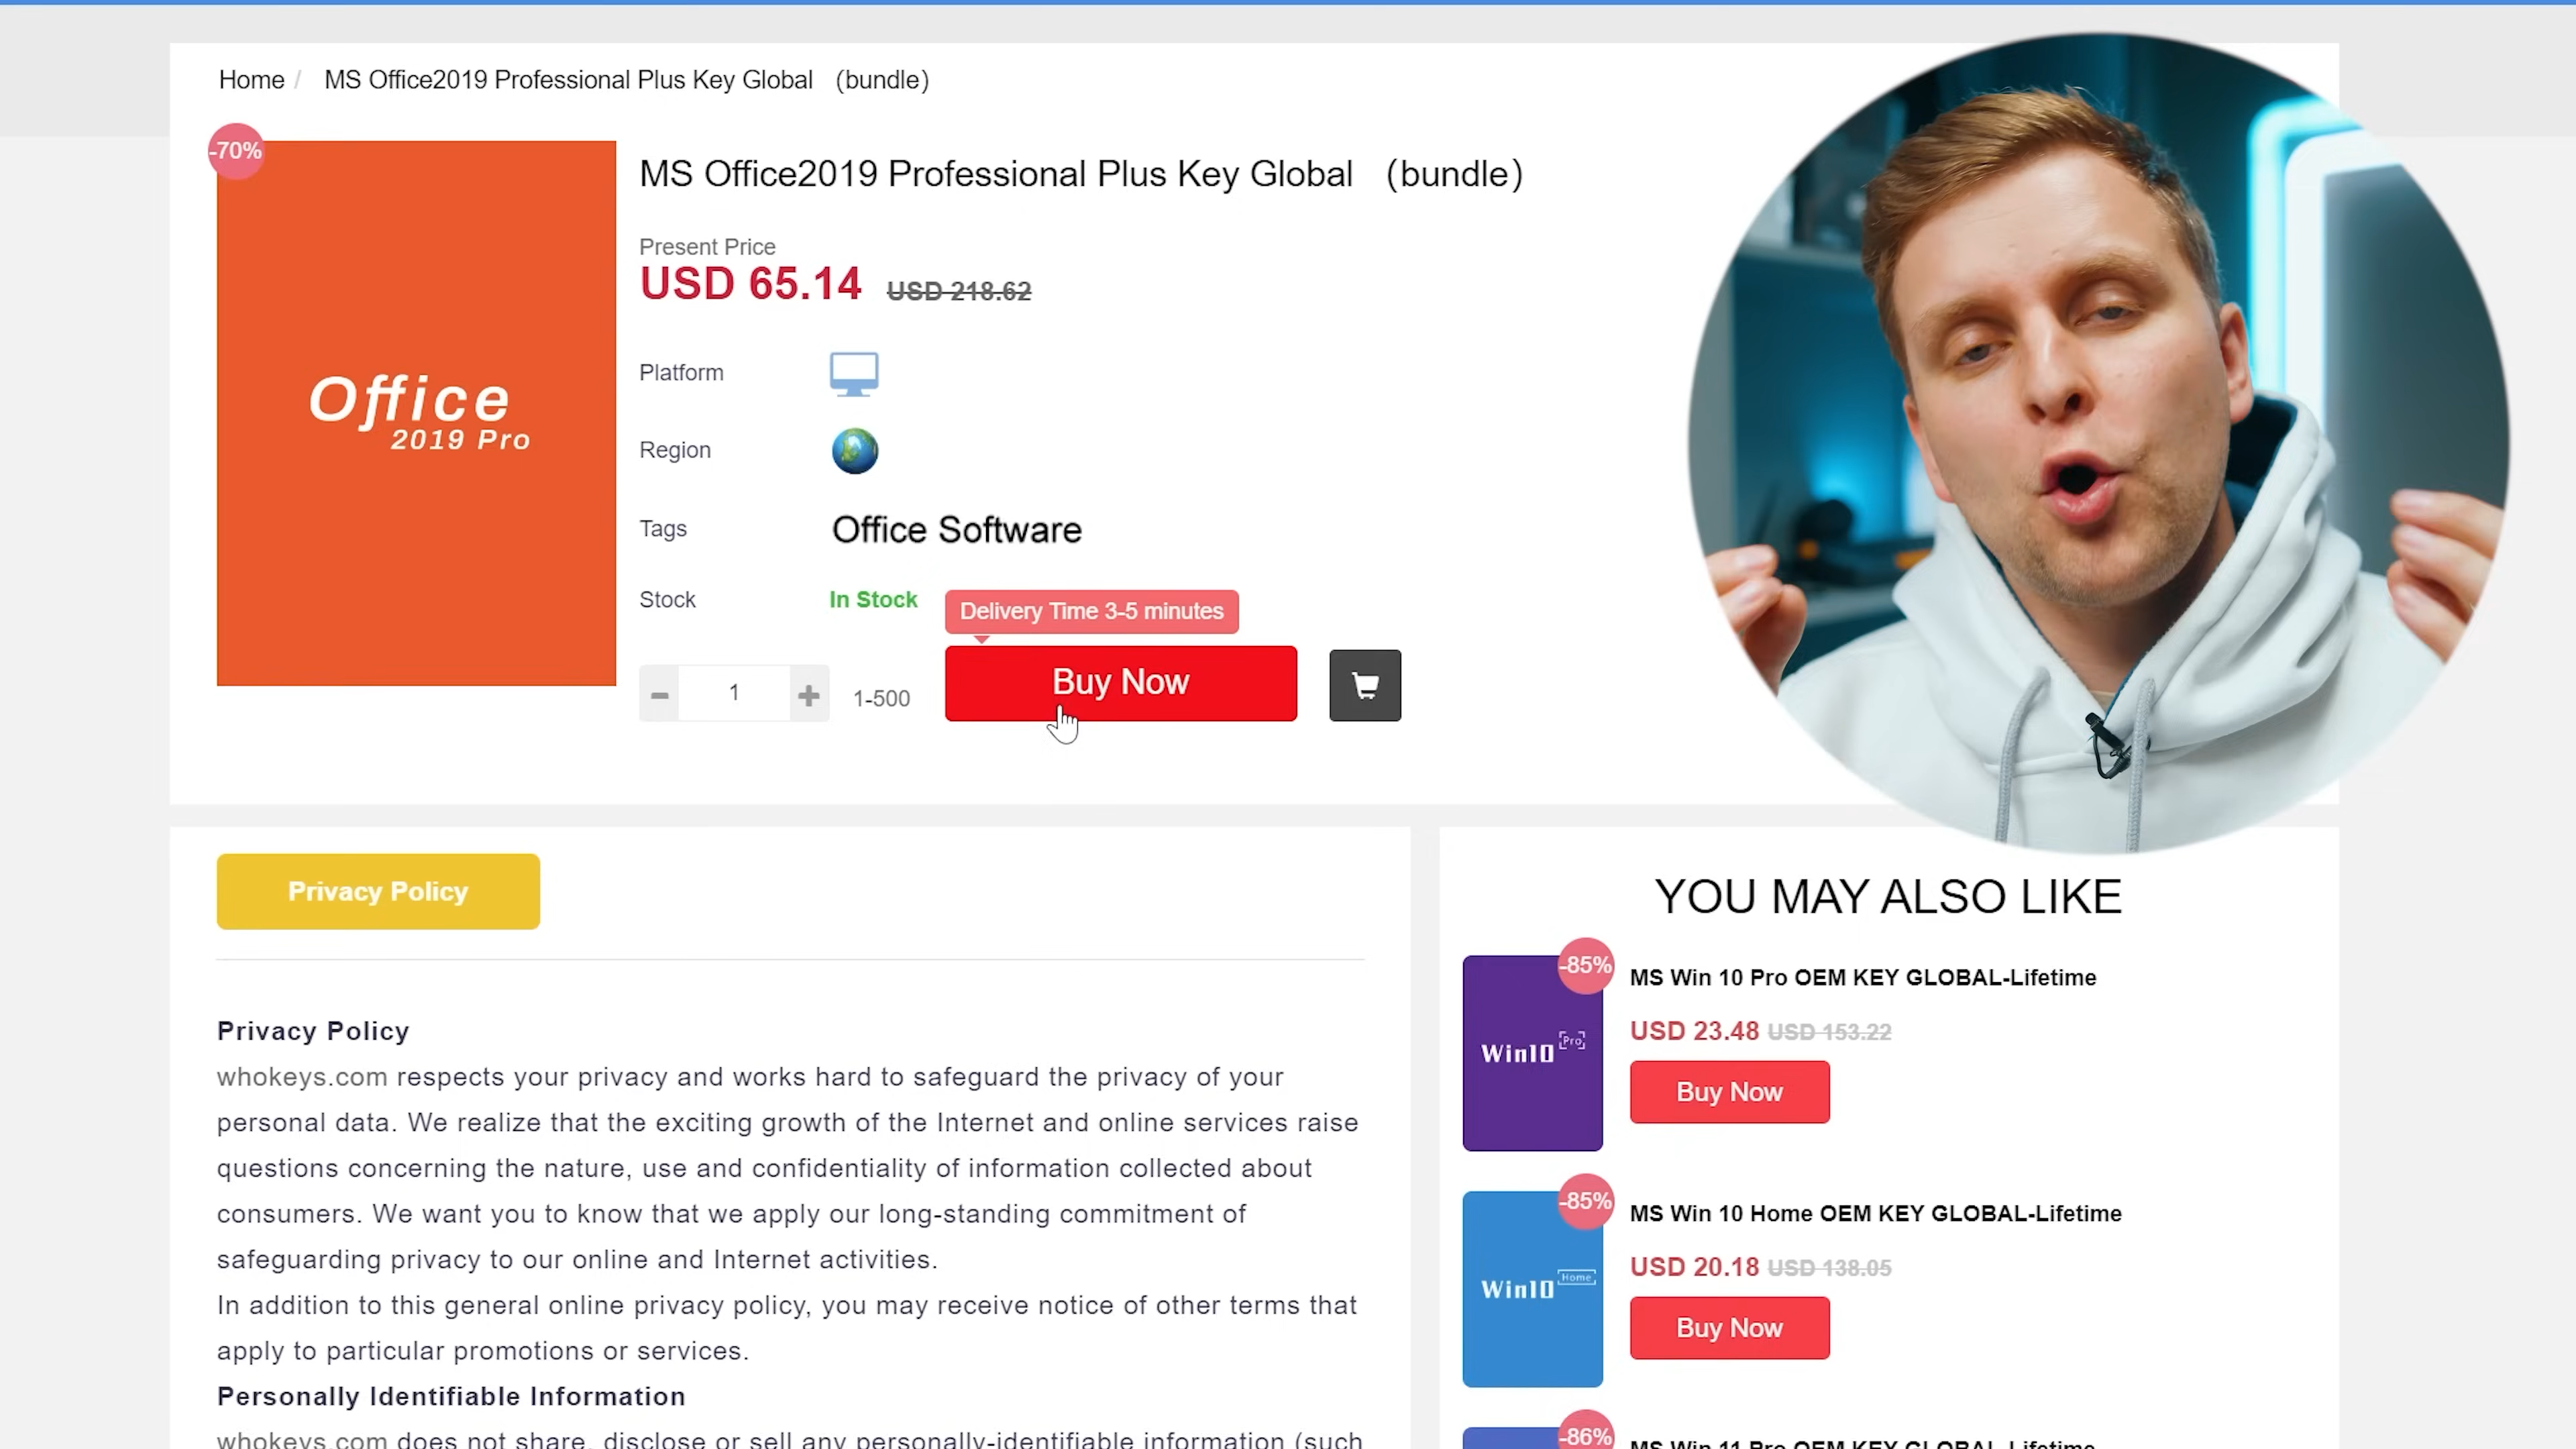 Home / MS Office2019 Professional Plus Key Global (bundle)
-70%
Office
2019 Pro
MS Office2019 Professional Plus Key Global (bundle)
Present Price
USD 65.14 USD 218.62
Platform
Region
Tags Office Software
Stock In Stock
Delivery Time 3-5 minutes
1 1-500 Buy Now
Privacy Policy
Privacy Policy
whokeys.com respects your privacy and works hard to safeguard the privacy of your
personal data. We realize that the exciting growth of the Internet and online services raise
questions concerning the nature, use and confidentiality of information collected about
consumers. We want you to know that we apply our long-standing commitment of
safeguarding privacy to our online and Internet activities.
In addition to this general online privacy policy, you may receive notice of other terms that
apply to particular promotions or services.
Personally Identifiable Information
whokeys.com does not share, disclose or sell any personally-identifiable information (such
YOU MAY ALSO LIKE
-85%
Win10 Pro
MS Win 10 Pro OEM KEY GLOBAL-Lifetime
USD 23.48 USD 153.22
Buy Now
-85%
Win10 Home
MS Win 10 Home OEM KEY GLOBAL-Lifetime
USD 20.18 USD 138.05
Buy Now
-86%
MS Win 11 Pro OEM KEY GLOBAL-Lifetime